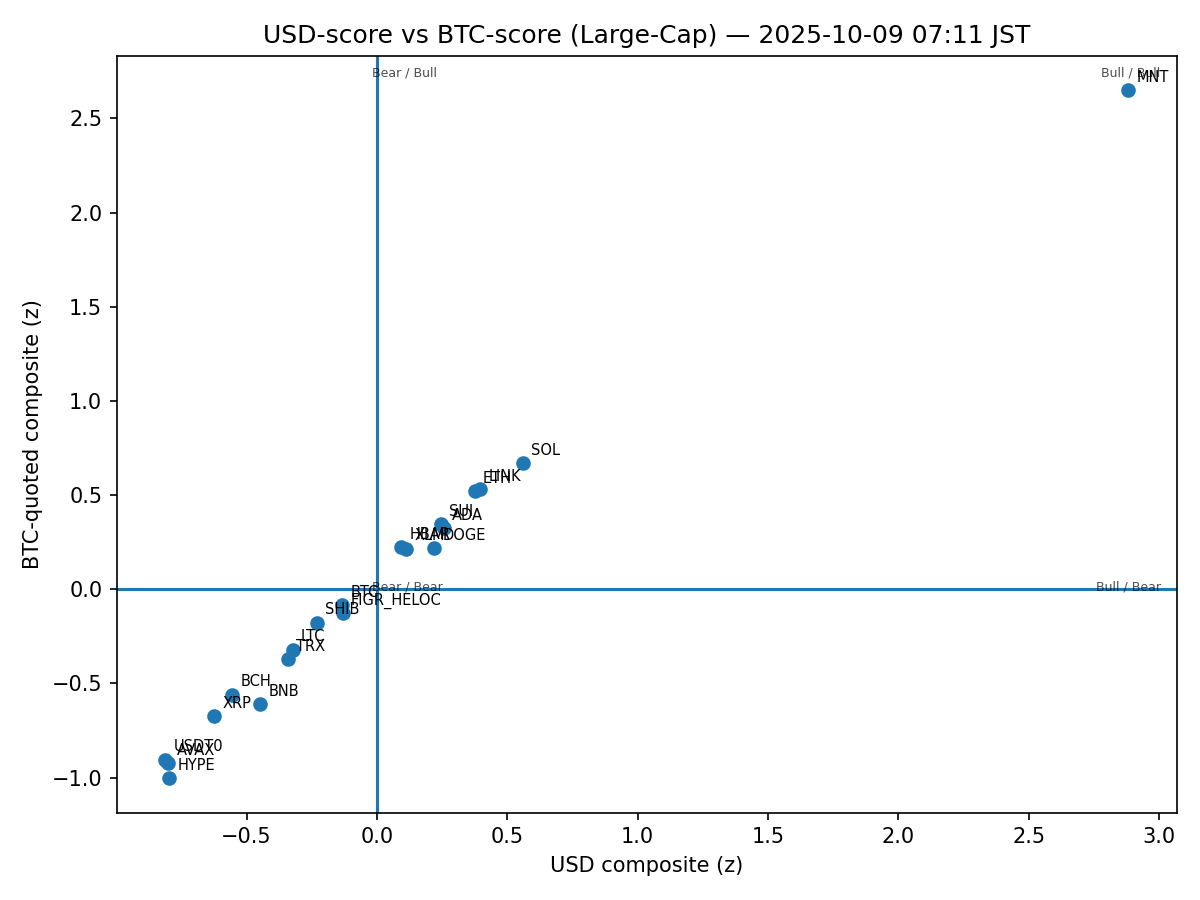 USD-score vs BTC-score (Large-Cap) — 2025-10-09 07:11 JST
Bear / Bull
Bull / Bull
MNT
2.5
2.0
1.5
1.0
0.5
0.0
−0.5
−1.0
BTC-quoted composite (z)
SOL
LINK
ETH
SUI
ADA
HBAR
DOGE
Bear / Bear
Bull / Bear
BTC
FIGR_HELOC
SHIB
LTC
TRX
BCH
BNB
XRP
USDT0
AVAX
HYPE
−0.5
0.0
0.5
1.0
1.5
2.0
2.5
3.0
USD composite (z)